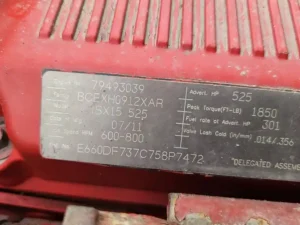 79493039
Advert. HP 525
BCEXH0912XAR
Peak Torque(FT-LB) 1850
ISX15 525
Fuel rate at Advert. HP 301
07/11
Valve Lash Cold (in/mm) .014/.356
600-800
E660DF737C758P7472
"DELEGATED ASSEMB